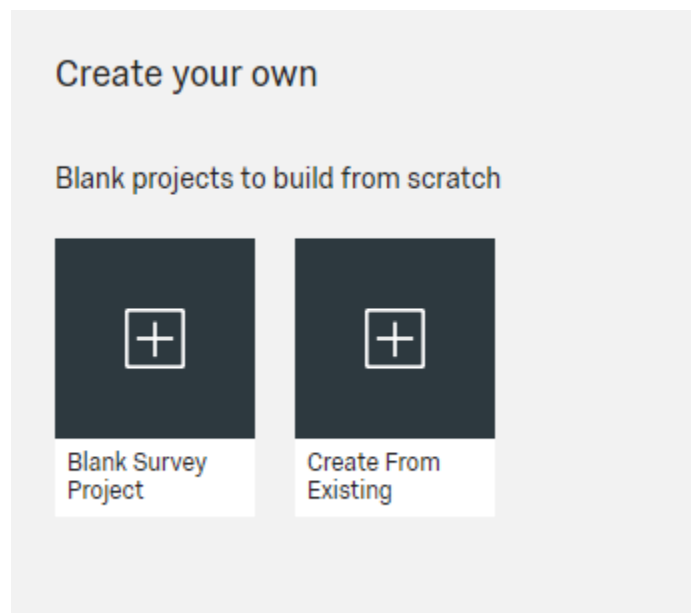 Create your own
Blank projects to build from scratch
Blank Survey
Project
Create From
Existing